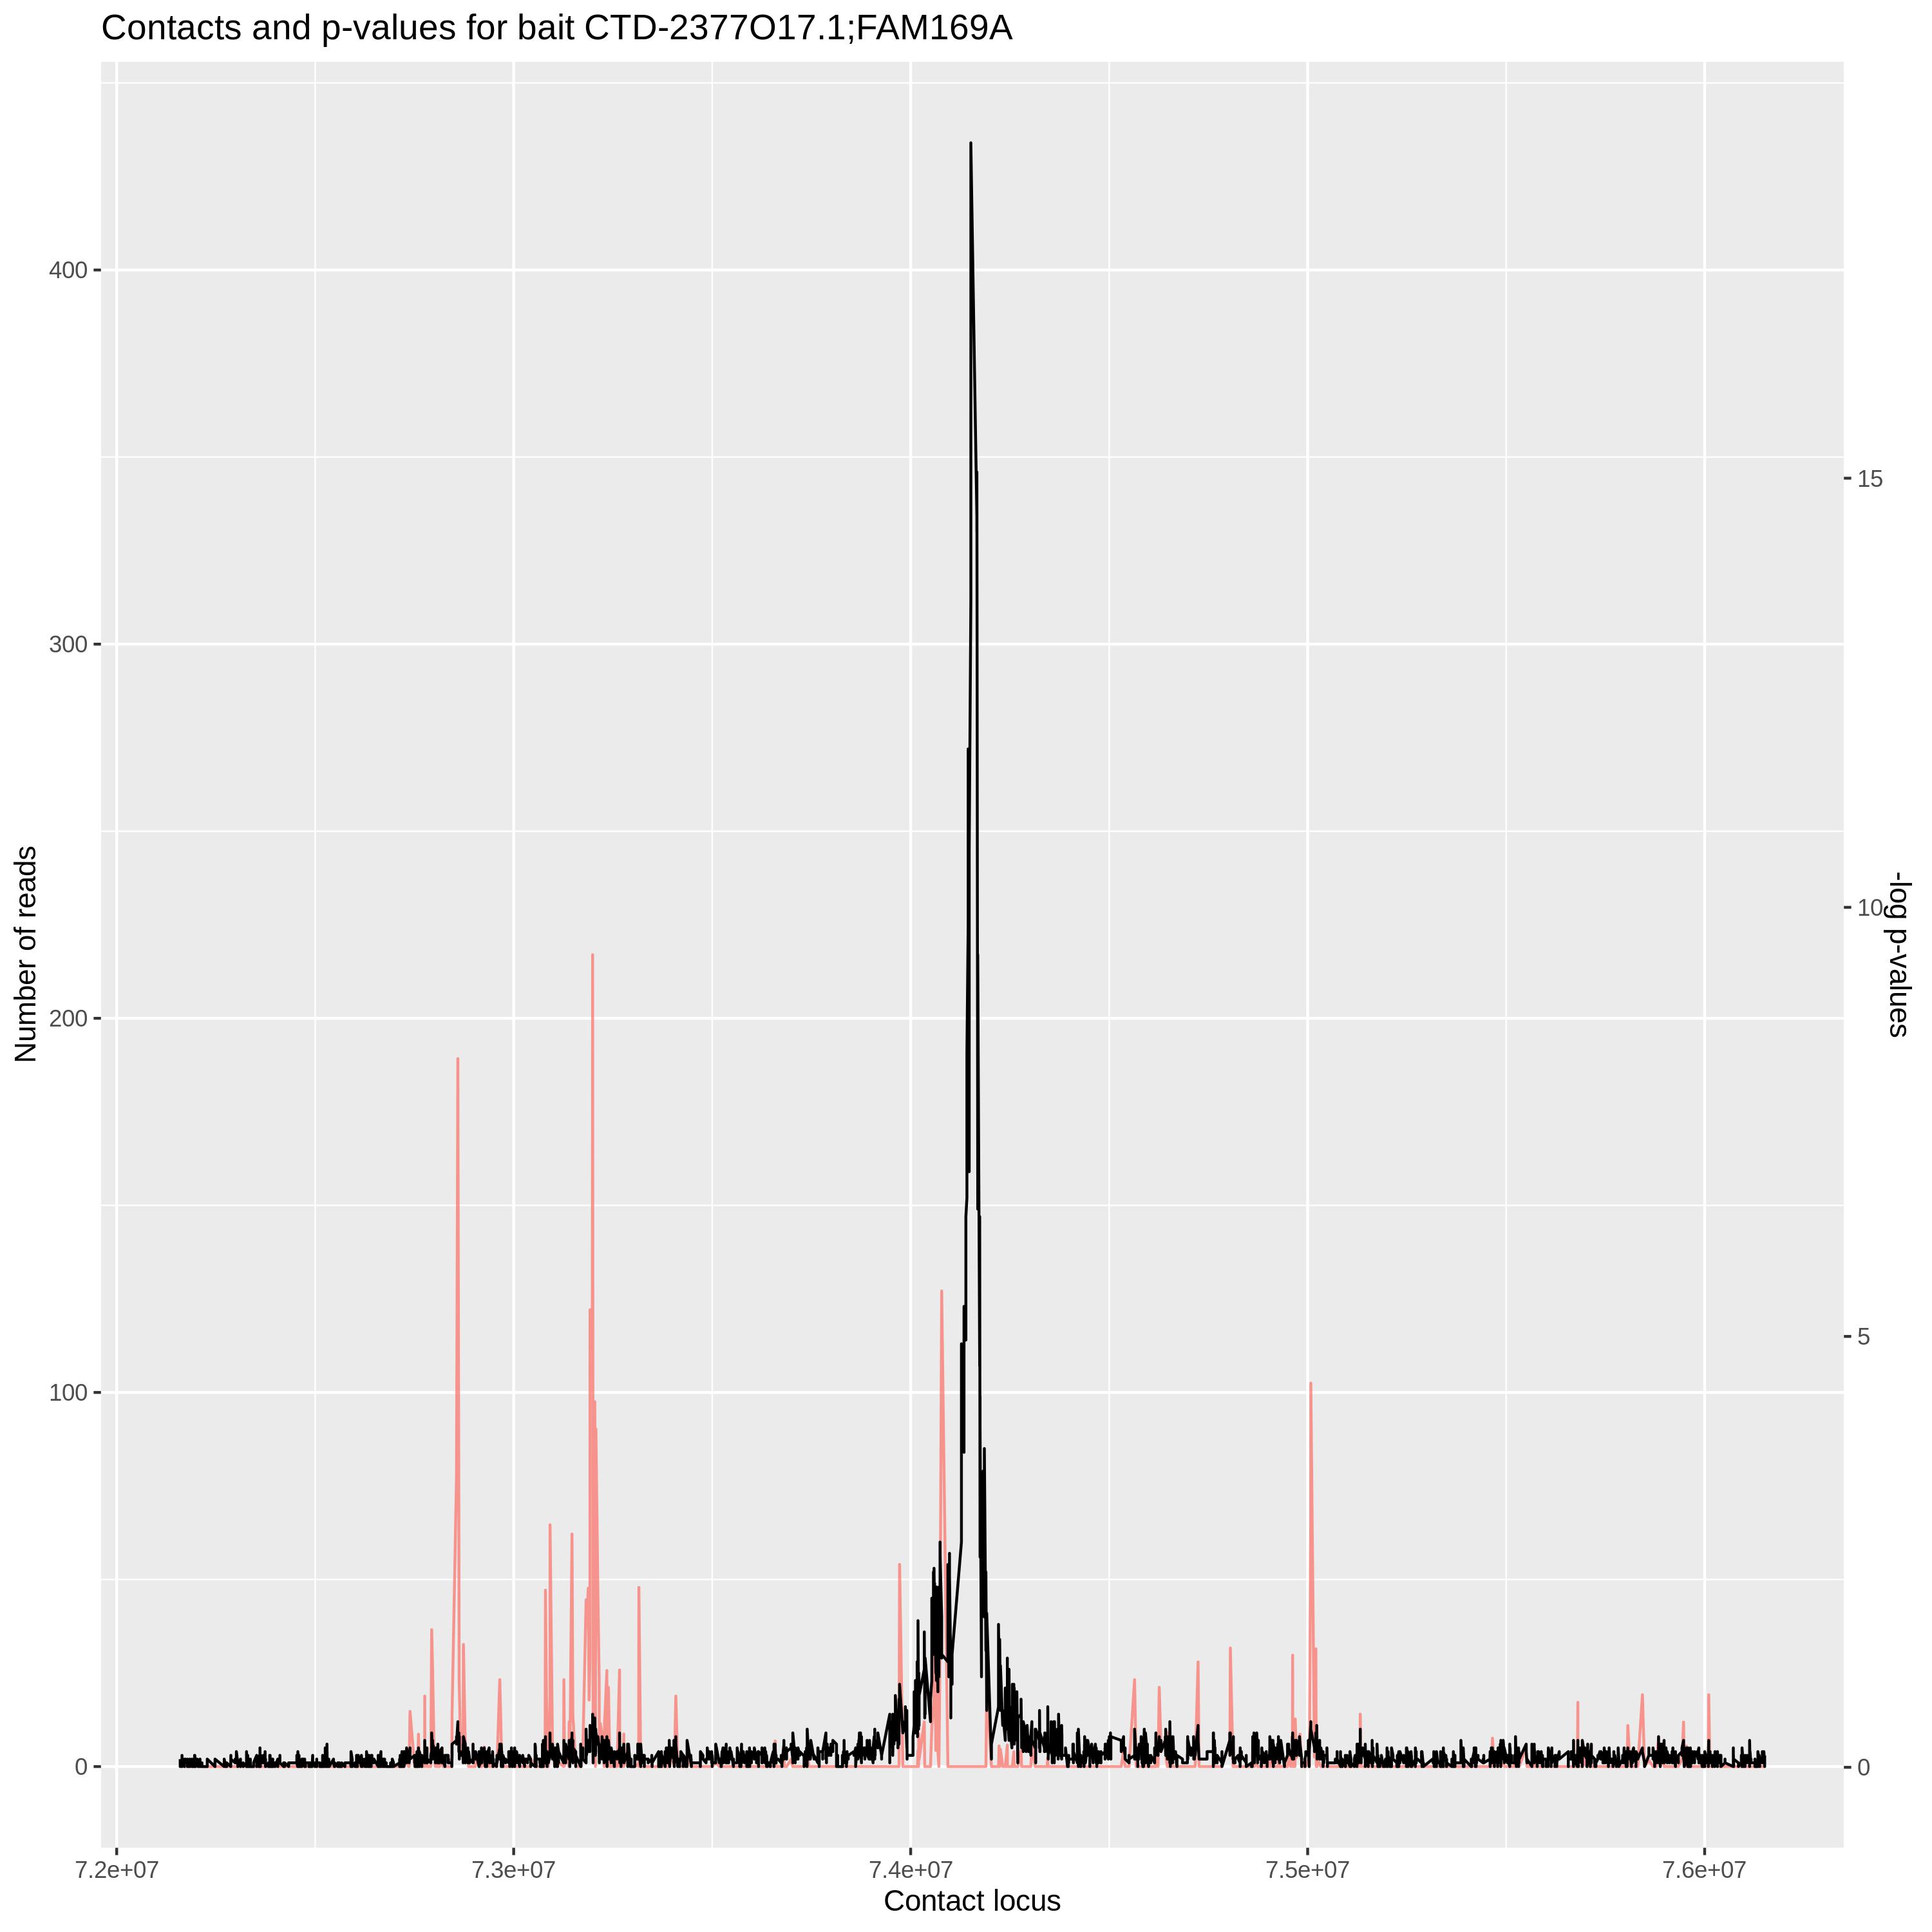 Contacts and p-values for bait CTD-2377O17.1;FAM169A
400
300
200
100
0
Number of reads
15
10
5
0
-log p-values
7.2e+07
7.3e+07
7.4e+07
7.5e+07
7.6e+07
Contact locus